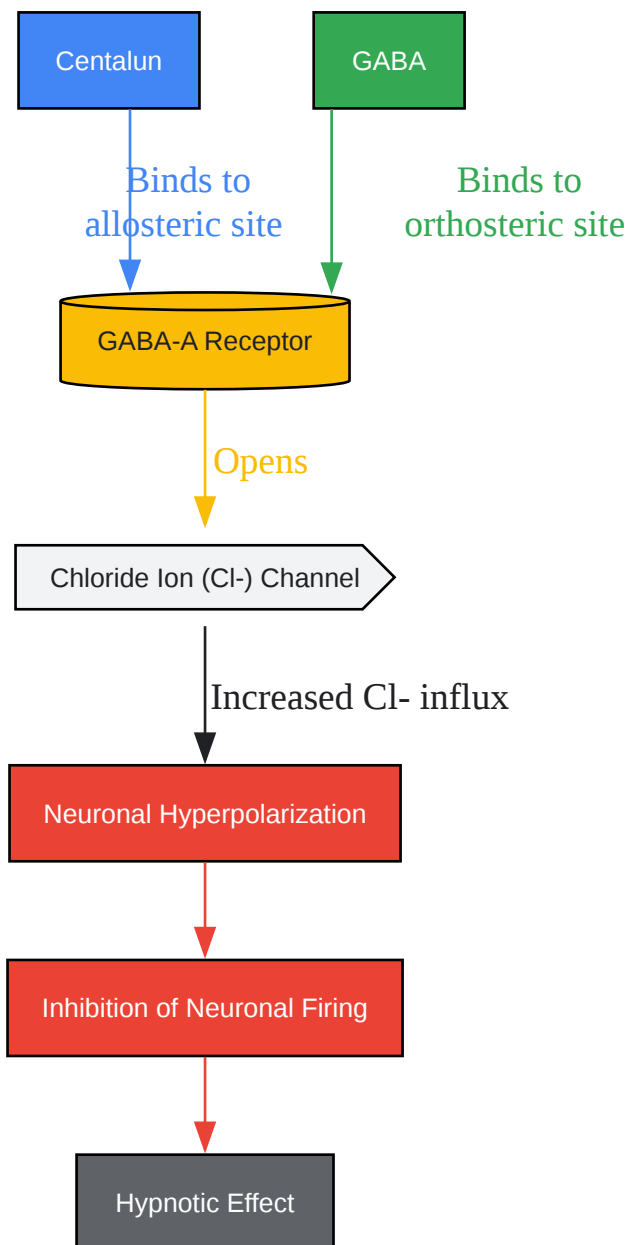 Centalun
GABA
Binds to
allosteric site
Binds to
orthosteric site
GABA-A Receptor
Opens
Chloride Ion (Cl-) Channel
Increased Cl- influx
Neuronal Hyperpolarization
Inhibition of Neuronal Firing
Hypnotic Effect